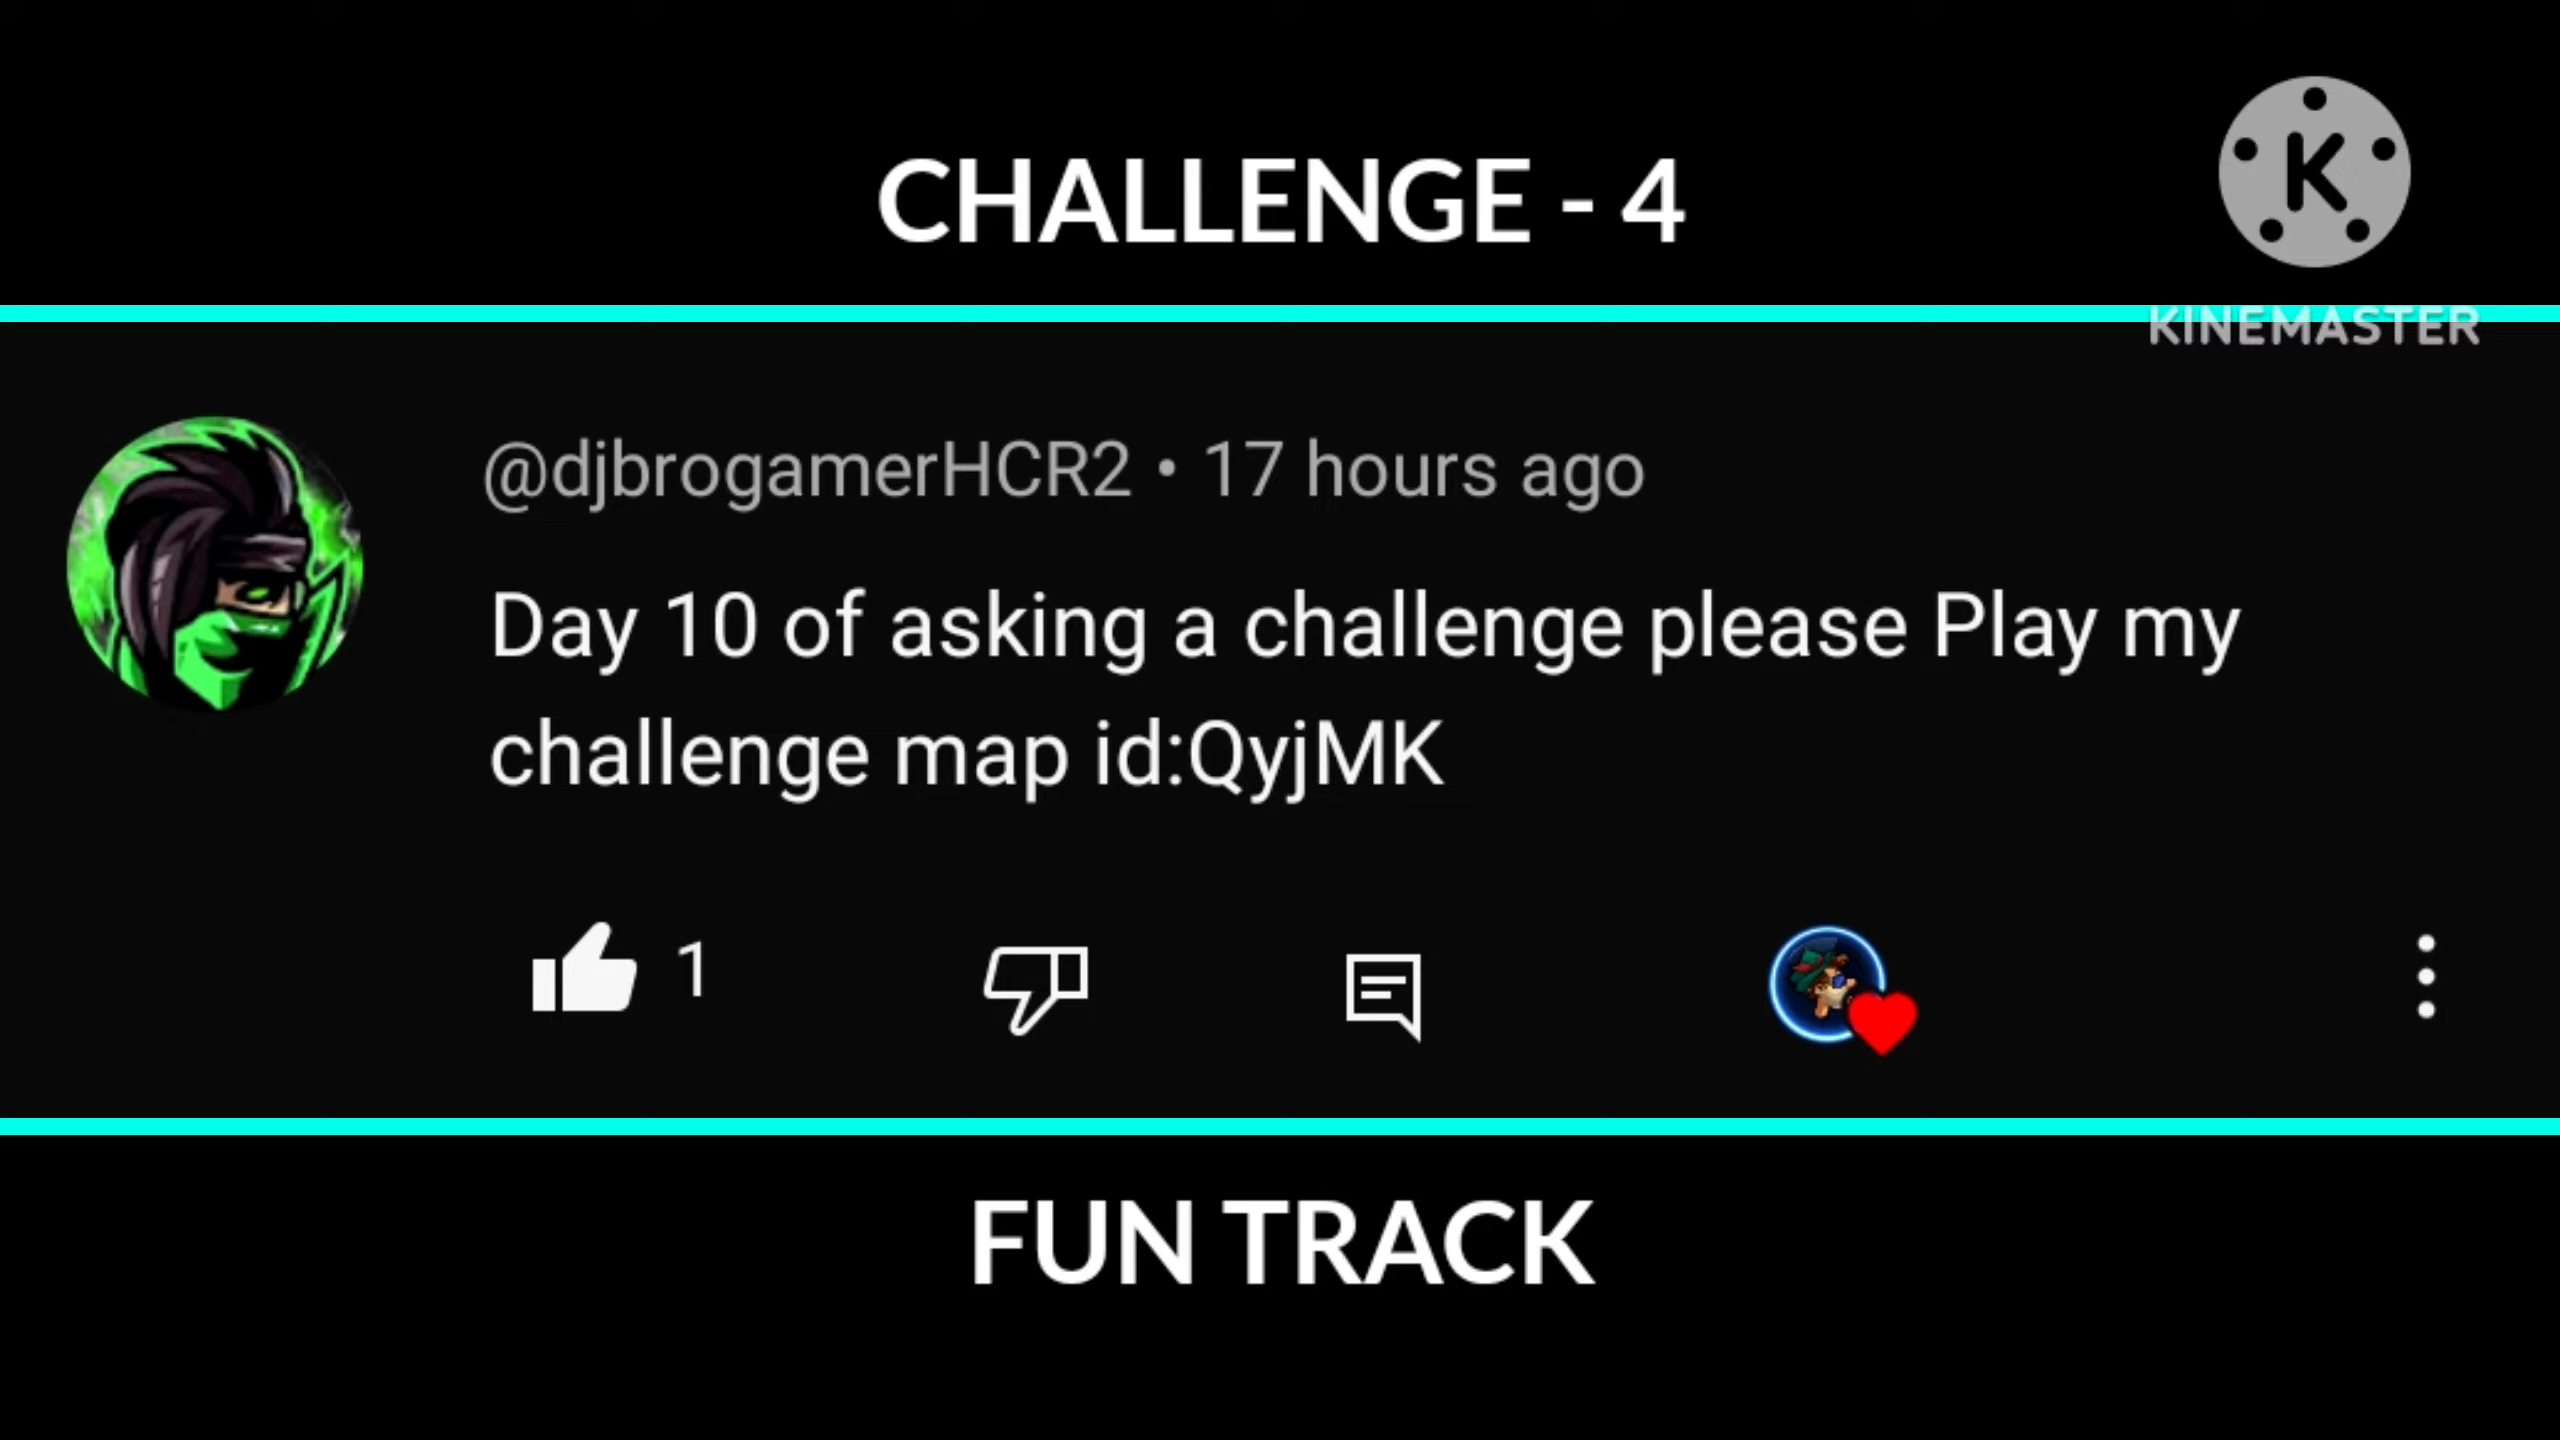 CHALLENGE - 4
K
KINEMASTER
@djbrogamerHCR2 • 17 hours ago
Day 10 of asking a challenge please Play my
challenge map id:QyjMK
1
FUN TRACK